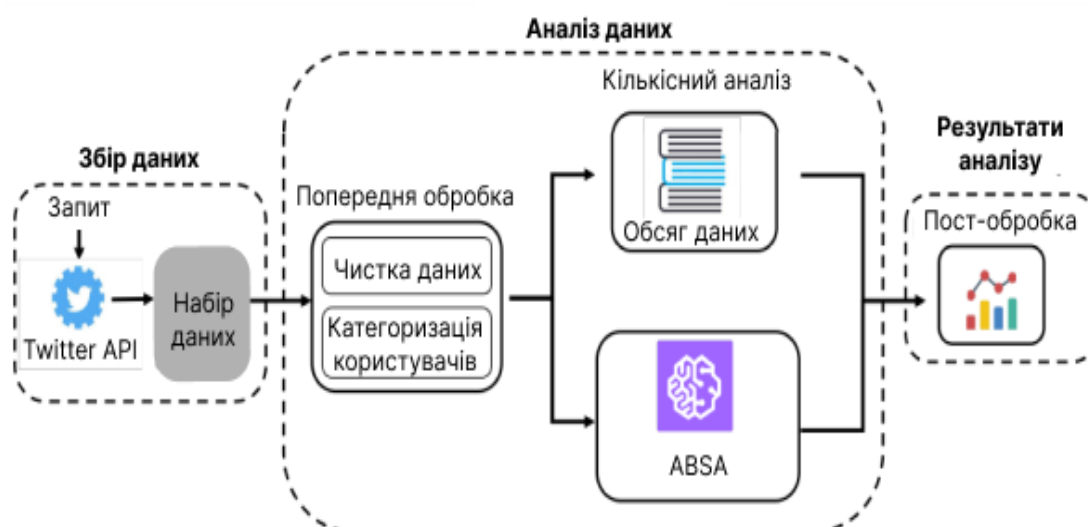 Аналіз даних
Збір даних
Запит
Twitter API
Набір
даних
Попередня обробка
Чистка даних
Категоризація
користувачів
Кількісний аналіз
Обсяг даних
ABSA
Результати
аналізу
Пост-обробка